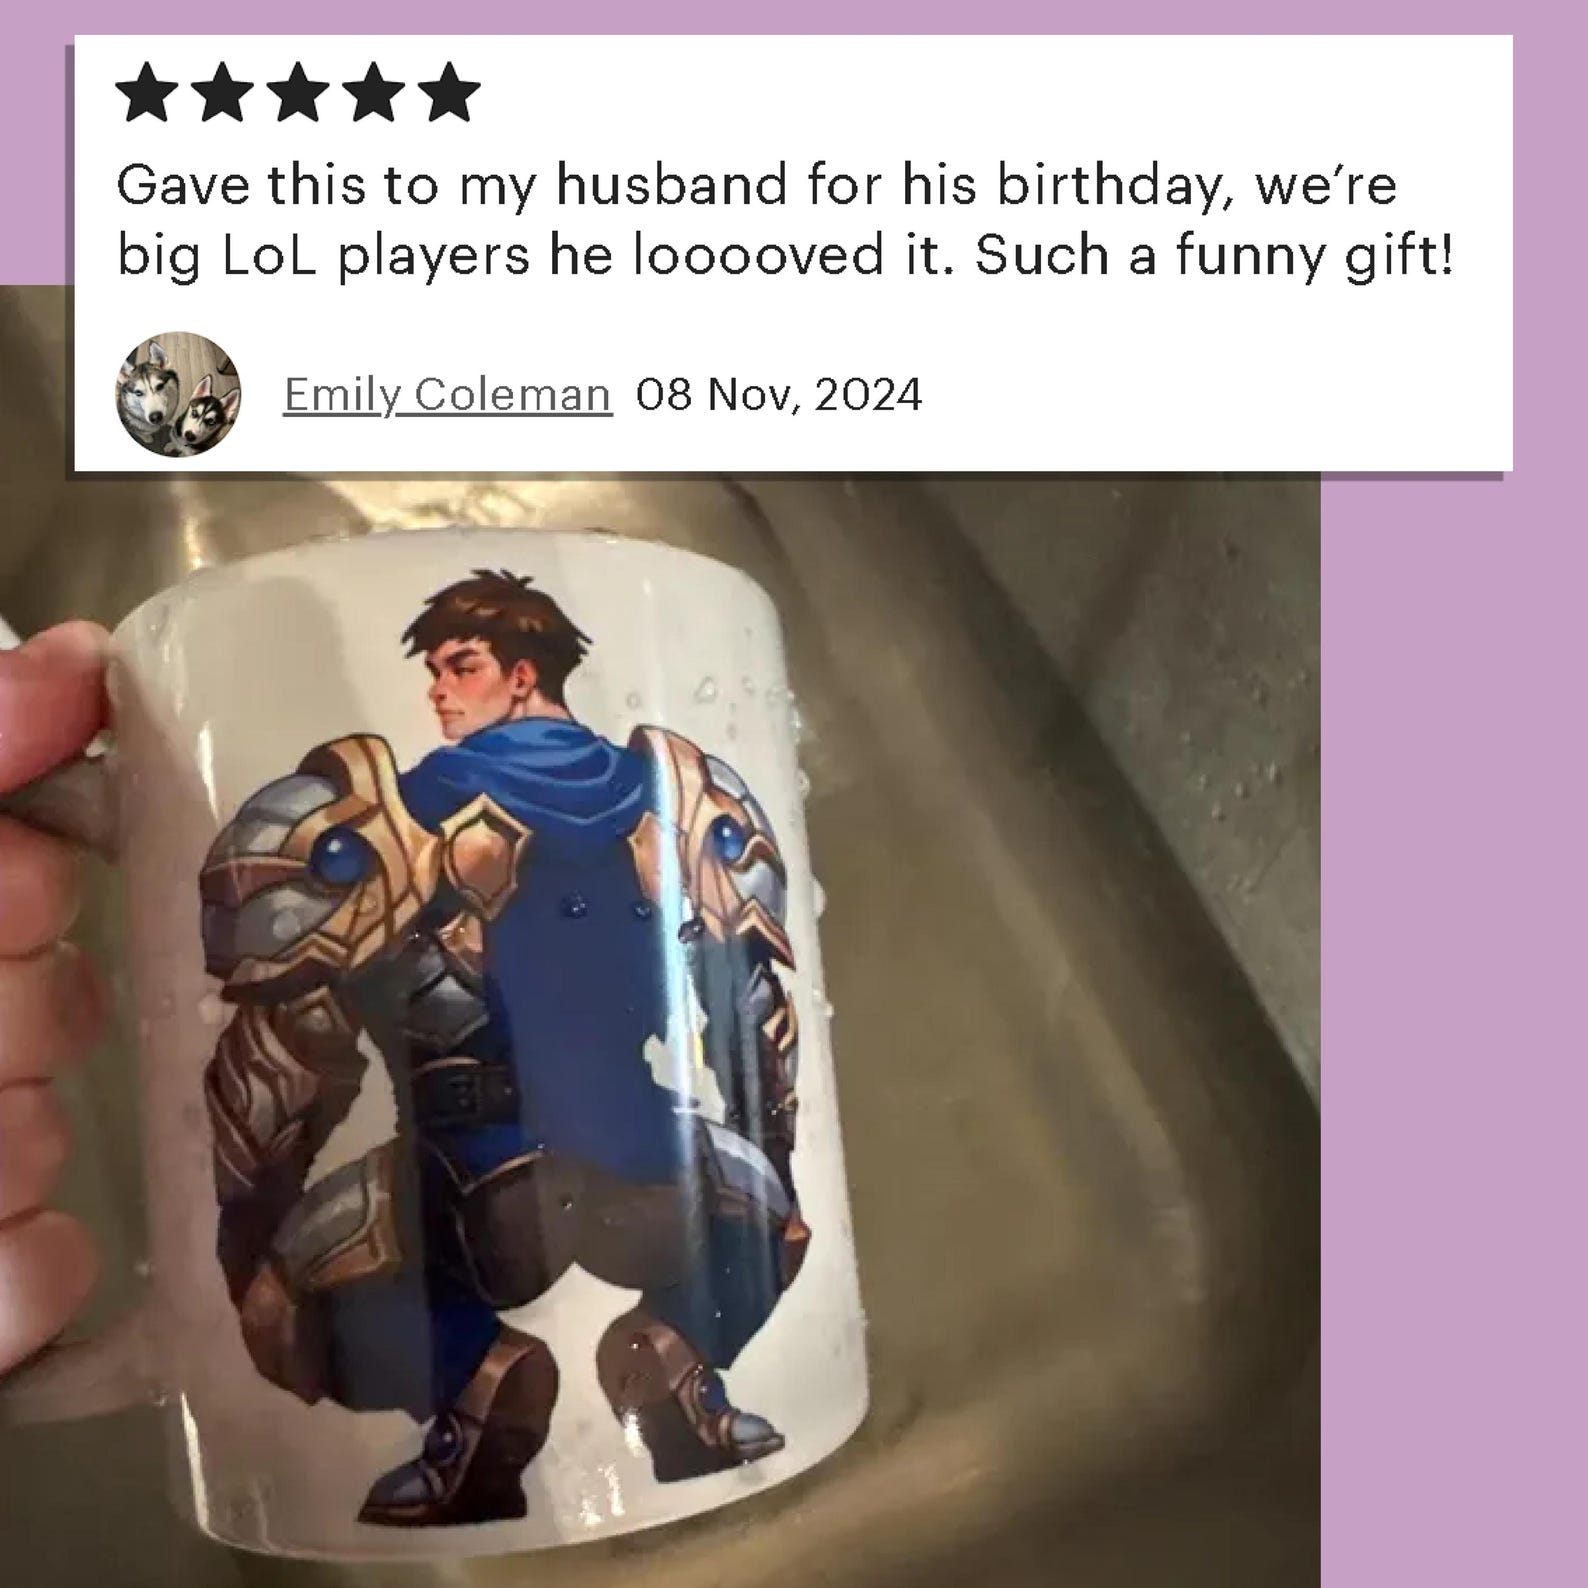 Gave this to my husband for his birthday, we’re
big LoL players he looooved it. Such a funny gift!
Emily Coleman 08 Nov, 2024